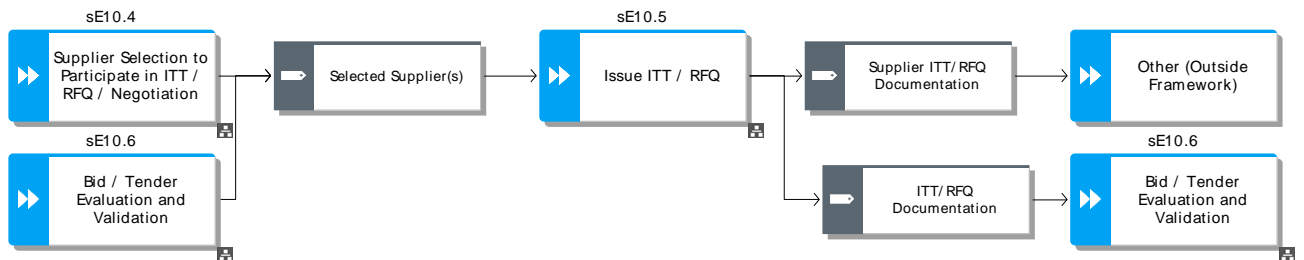 sE10.4
Supplier Selection to
Participate in ITT /
RFQ / Negotiation
Selected Supplier(s)
sE10.5
Issue ITT / RFQ
Supplier ITT/RFQ
Documentation
Other (Outside
Framework)
sE10.6
Bid / Tender
Evaluation and
Validation
ITT/RFQ
Documentation
sE10.6
Bid / Tender
Evaluation and
Validation